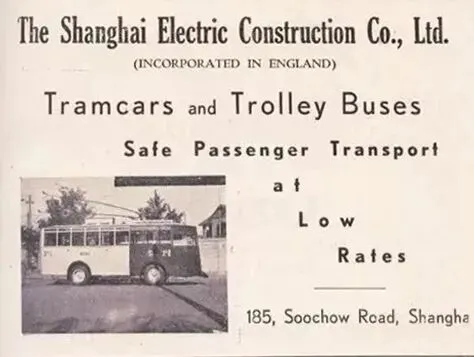 The Shanghai Electric Construction Co., Ltd.
(INCORPORATED IN ENGLAND)
Tramcars and Trolley Buses
Safe Passenger Transport
at
Low
Rates
185, Soochow Road, Shangha